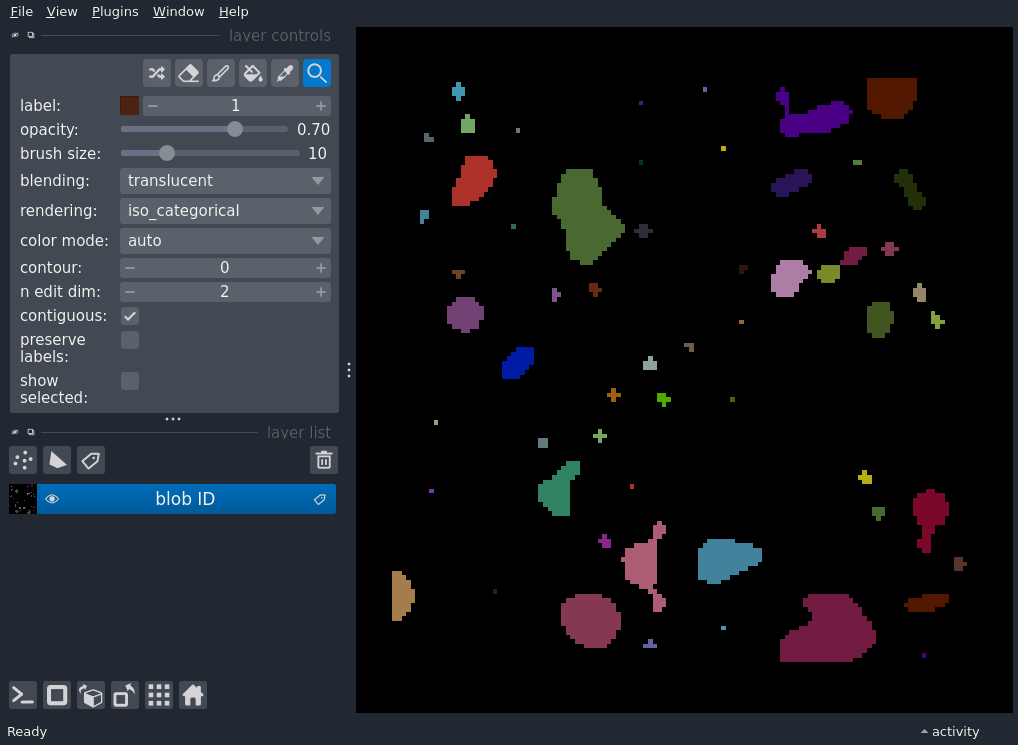 File View Plugins Window Help
layer controls
label: 1
opacity: 0.70
brush size: 10
blending: translucent
rendering: iso_categorical
color mode: auto
contour: 0
n edit dim: 2
contiguous:
preserve
labels:
show
selected:
layer list
blob ID
Ready activity